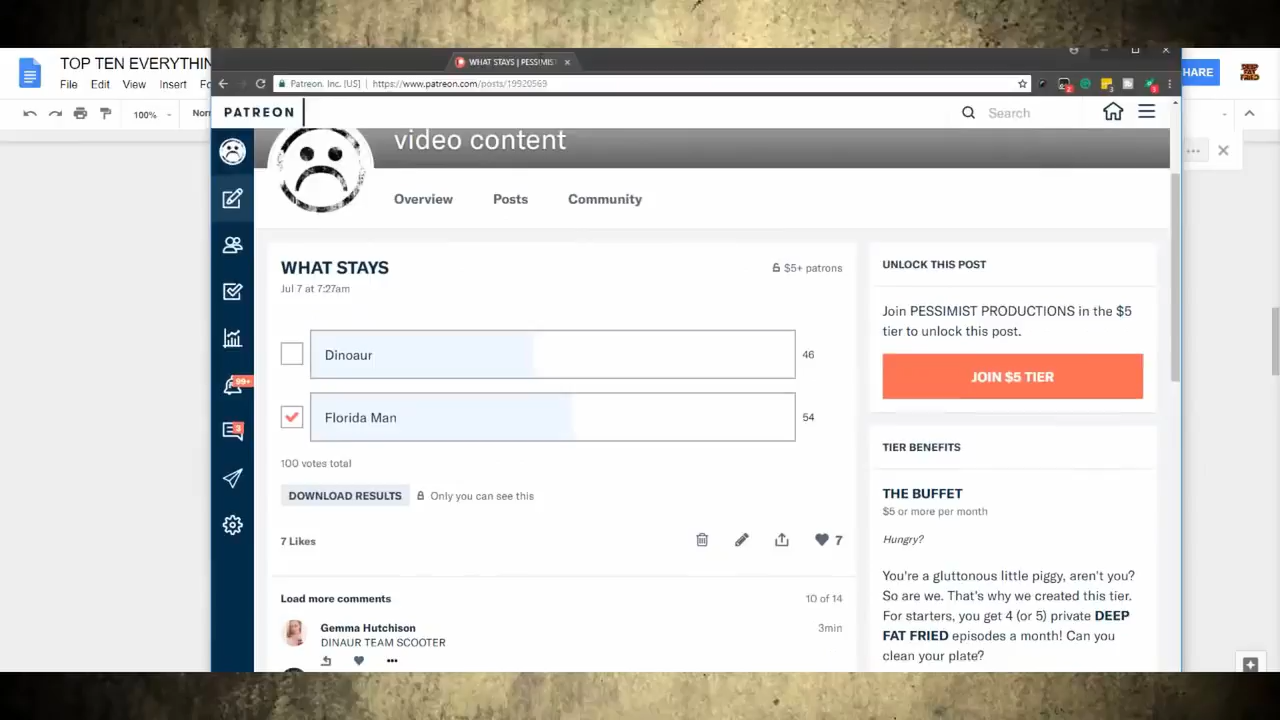 TOP TEN EVERYTHIN
File Edit View Insert Fo
100% Nor
WHAT STAYS | PESSIMIST
Patreon, Inc. [US] https://www.patreon.com/posts/19920569
HARE
DEEP FAT FRIED
PATREON
Search
video content
Overview Posts Community
WHAT STAYS
$5+ patrons
Jul 7 at 7:27am
Dinoaur
46
Florida Man
54
100 votes total
DOWNLOAD RESULTS
Only you can see this
7 Likes
7
Load more comments
10 of 14
Gemma Hutchison
3min
DINAUR TEAM SCOOTER
99+
UNLOCK THIS POST
Join PESSIMIST PRODUCTIONS in the $5
tier to unlock this post.
JOIN $5 TIER
TIER BENEFITS
THE BUFFET
$5 or more per month
Hungry?
You're a gluttonous little piggy, aren't you?
So are we. That's why we created this tier.
For starters, you get 4 (or 5) private DEEP
FAT FRIED episodes a month! Can you
clean your plate?